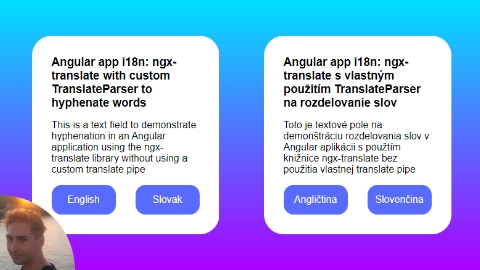 Angular app i18n: ngx-
translate with custom
TranslateParser to
hyphenate words
This is a text field to demonstrate
hyphenation in an Angular
application using the ngx-
translate library without using a
custom translate pipe
English
Slovak
Angular app i18n: ngx-
translate s vlastným
použitím TranslateParser
na rozdelovanie slov
Toto je textové pole na
demonštráciu rozdelovania slov v
Angular aplikácii s použtím
knižnice ngx-translate bez
použitia vlastnej translate pipe
Angličtina
Slovenčina